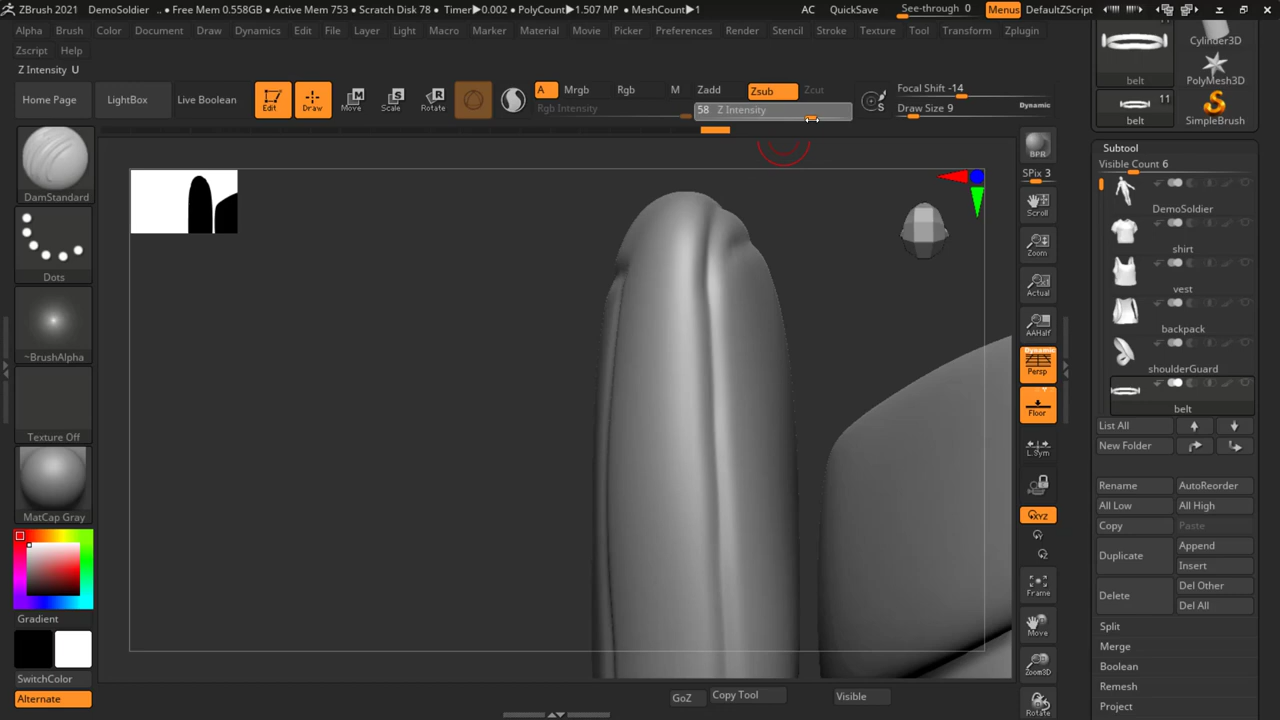 ZBrush 2021 DemoSoldier .. • Free Mem 0.558GB • Active Mem 753 • Scratch Disk 78 • Timer▶0.002 • PolyCount▶1.507 MP • MeshCount▶1 AC QuickSave See-through 0 Menus DefaultZScript
Alpha Brush Color Document Draw Dynamics Edit File Layer Light Macro Marker Material Movie Picker Preferences Render Stencil Stroke Texture Tool Transform Zplugin
Zscript Help
Z Intensity U
Home Page LightBox Live Boolean Edit Draw Move Scale Rotate A Mrgb Rgb M Zadd Zsub Zcut Focal Shift -14
Rgb Intensity 58 Z Intensity S Draw Size 9 Dynamic
DamStandard
Dots
~BrushAlpha
Texture Off
MatCap Gray
Gradient
SwitchColor
Alternate
BPR
SPix 3
Scroll
Zoom
Actual
AAHalf
Dynamic
Persp
Floor
L.Sym
XYZ
Y
Z
Frame
Move
Zoom3D
Rotate
Cylinder3D
belt PolyMesh3D
11
belt SimpleBrush
Subtool
Visible Count 6
DemoSoldier
shirt
vest
backpack
shoulderGuard
belt
List All
New Folder
Rename AutoReorder
All Low All High
Copy Paste
Duplicate Append
Insert
Delete Del Other
Del All
Split
Merge
Boolean
Remesh
Project
GoZ Copy Tool Visible